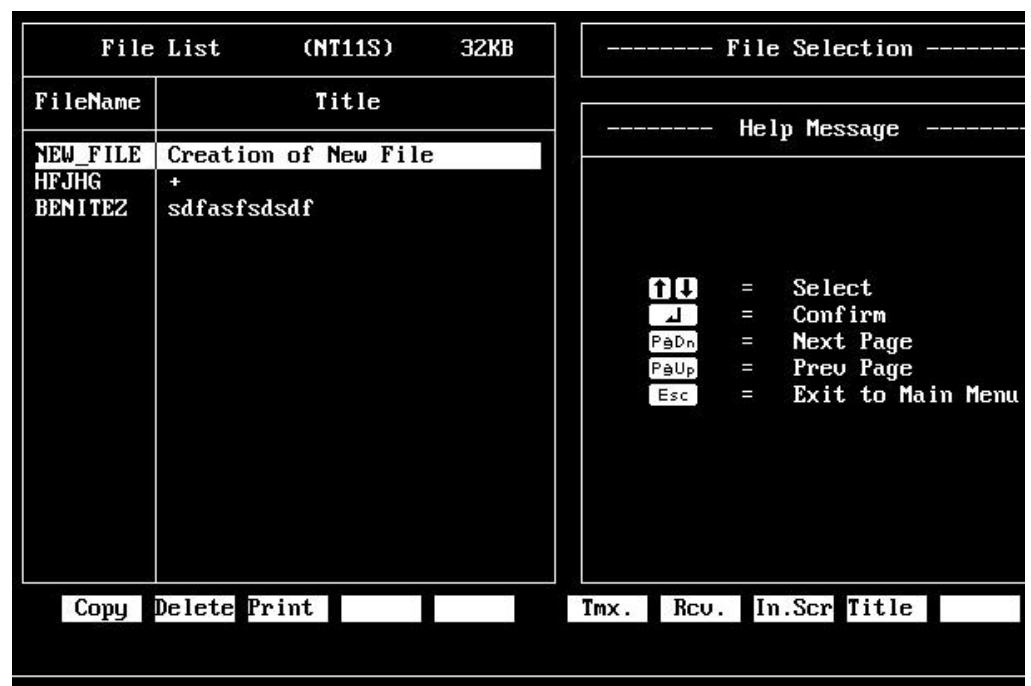 File List (NT11S) 32KB
FileName Title
NEW_FILE Creation of New File
HFJHG +
BENITEZ sdfasfsdsdf
-------- File Selection --------
-------- Help Message --------
↑↓ = Select
↵ = Confirm
PgDn = Next Page
PgUp = Prev Page
Esc = Exit to Main Menu
Copy Delete Print Tmx. Rcv. In.Scr Title